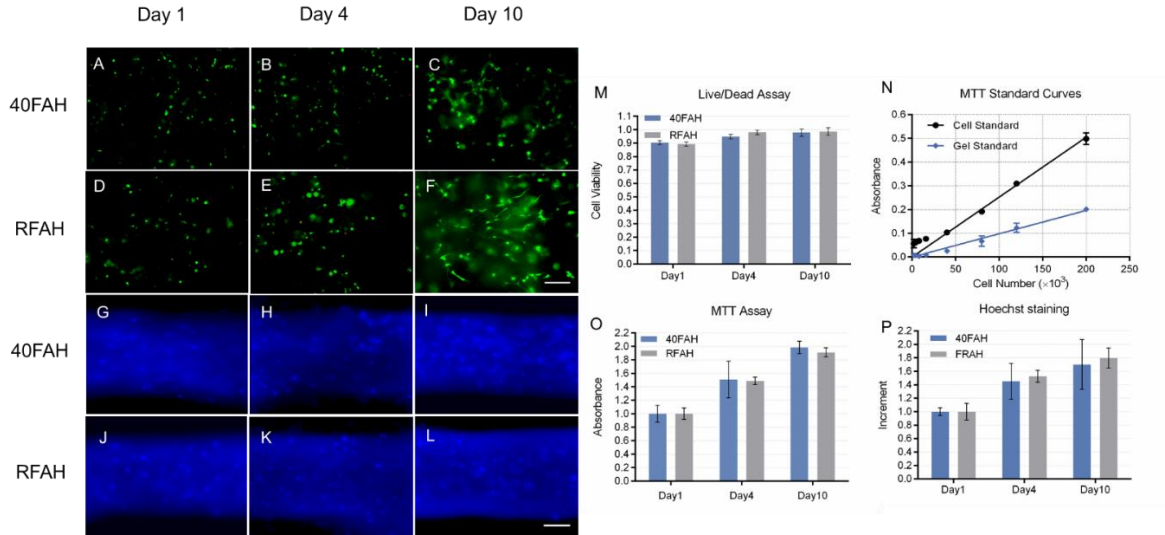 Day 1 Day 4 Day 10
40FAH
A B C
RFAH
D E F
40FAH
G H I
RFAH
J K L
M Live/Dead Assay
40FAH
RFAH
Cell Viability
1.1
1.0
0.9
0.8
0.7
0.6
0.5
0.4
0.3
0.2
0.1
0.0
Day1 Day4 Day10
N MTT Standard Curves
Cell Standard
Gel Standard
Absorbance
0.6
0.5
0.4
0.3
0.2
0.1
0.0
0 50 100 150 200 250
Cell Number (×10³)
O MTT Assay
40FAH
RFAH
Absorbance
2.2
2.0
1.8
1.6
1.4
1.2
1.0
0.8
0.6
0.4
0.2
0.0
Day1 Day4 Day10
P Hoechst staining
40FAH
FRAH
Increment
2.2
2.0
1.8
1.6
1.4
1.2
1.0
0.8
0.6
0.4
0.2
0.0
Day1 Day4 Day10